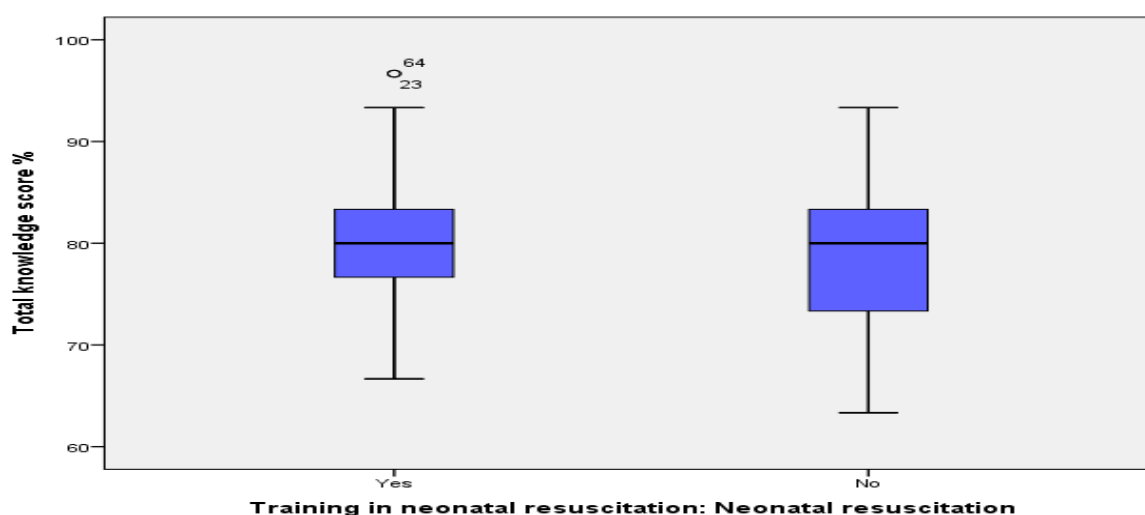 Total knowledge score %
100
90
80
70
60
64
23
Yes
No
Training in neonatal resuscitation: Neonatal resuscitation